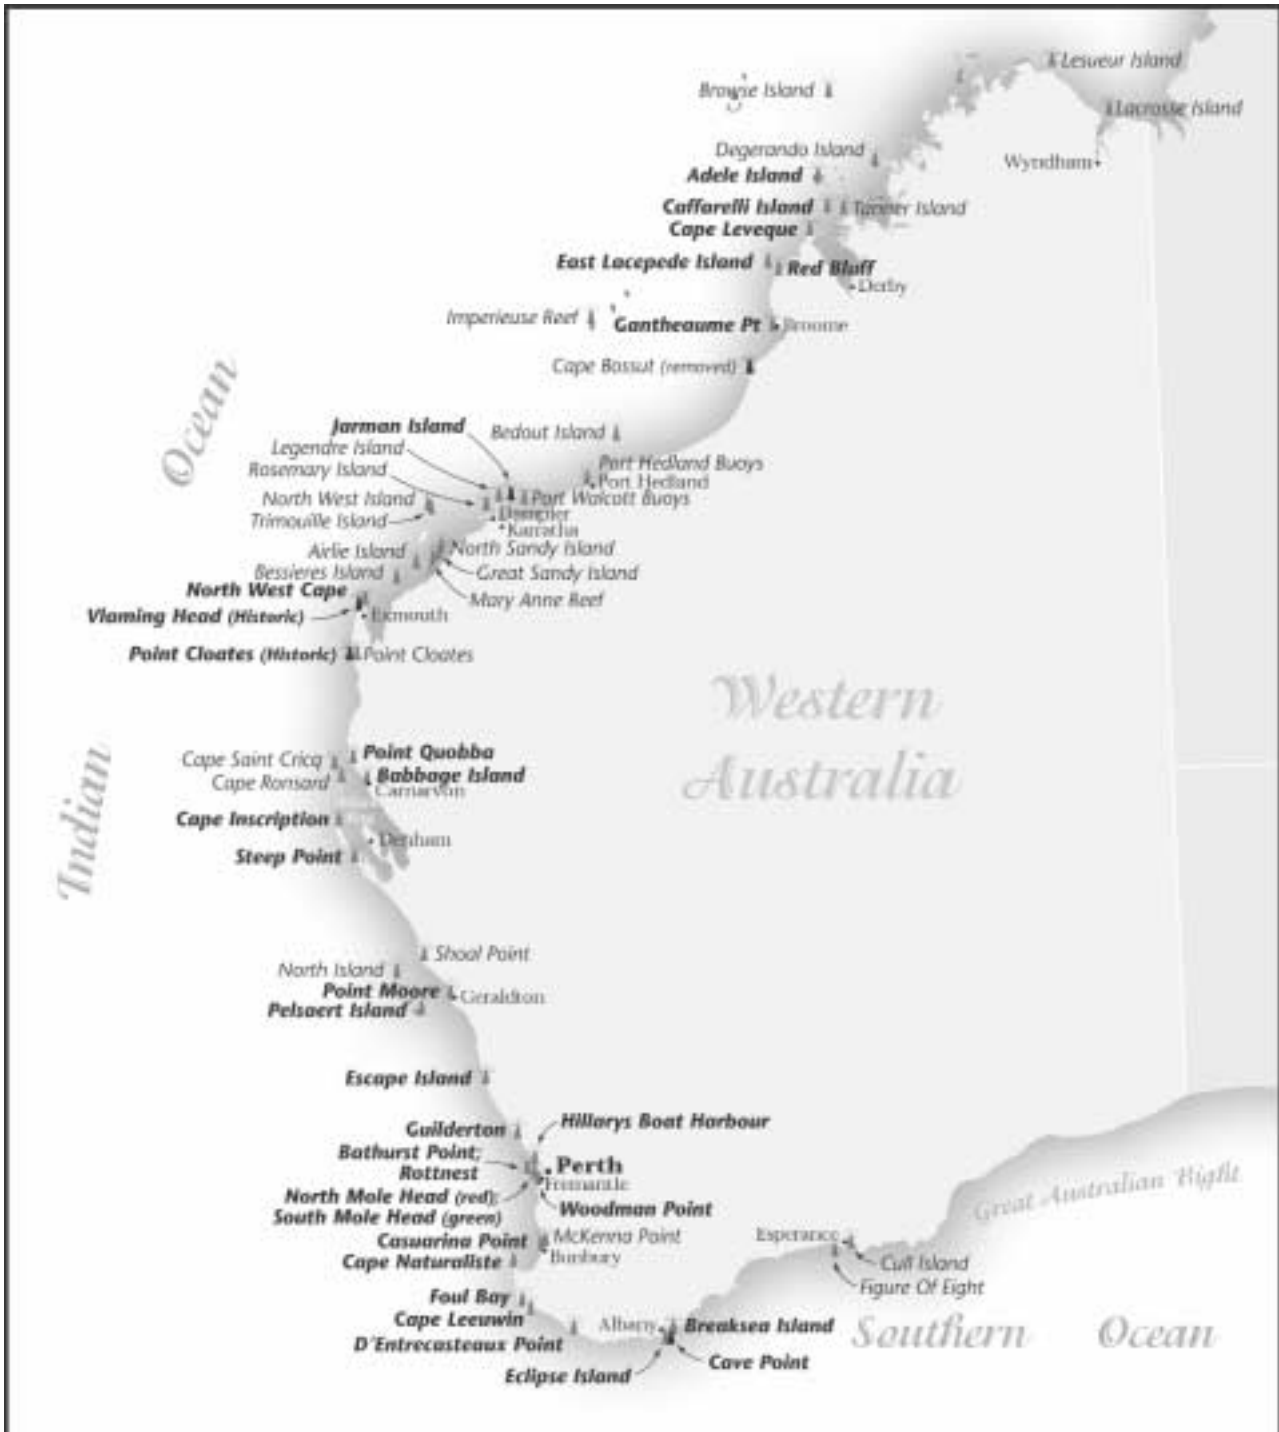 Lesueur Island
Browse Island
Lacrosse Island
Degerando Island
Wyndham
Adele Island
Caffarelli Island
Tanner Island
Cape Leveque
East Lacepede Island
Red Bluff
Derby
Imperieuse Reef
Gantheaume Pt
Broome
Cape Bossut (removed)
Ocean
Jarman Island
Bedout Island
Legendre Island
Port Hedland Buoys
Rosemary Island
Port Hedland
North West Island
Port Walcott Buoys
Dampier
Trimouille Island
Karratha
Airlie Island
North Sandy Island
Bessieres Island
Great Sandy Island
North West Cape
Mary Anne Reef
Vlaming Head (Historic)
Exmouth
Point Cloates (Historic)
Point Cloates
Western
Australia
Indian
Point Quobba
Cape Saint Cricq
Babbage Island
Cape Ronsard
Carnarvon
Cape Inscription
Denham
Steep Point
Shoal Point
North Island
Point Moore
Geraldton
Pelsaert Island
Escape Island
Hillarys Boat Harbour
Guilderton
Bathurst Point;
Rottnest
Perth
Fremantle
North Mole Head (red);
South Mole Head (green)
Woodman Point
Great Australian Bight
Casuarina Point
McKenna Point
Esperance
Bunbury
Cape Naturaliste
Cull Island
Figure Of Eight
Foul Bay
Cape Leeuwin
Albany
Breaksea Island
Southern Ocean
D'Entrecasteaux Point
Cave Point
Eclipse Island